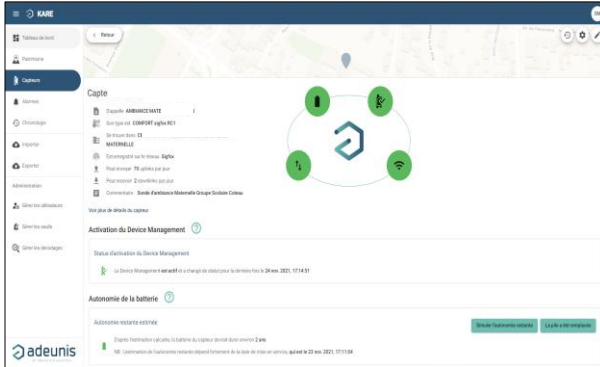 KARE
Tableau de bord
Retour
Patrimoine
Capteurs
Alarmes
Chronologie
Importer
Exporter
Administration
Gérer les utilisateurs
Gérer les seuils
Gérer les décodages
adeunis
Capte
S'appelle AMBIANCE MATE
Son type est COMFORT sigfox RC1
Se trouve dans
MATERNELLE
Est enregistré sur le réseau Sigfox
Peut envoyer 70 uplinks par jour
Peut recevoir 2 downlinks par jour
Commentaire Sonde d'ambiance Maternelle Groupe Scolaire Coteau
Voir plus de détails du capteur
Activation du Device Management ?
Status d'activation du Device Management
Le Device Management est actif et a changé de statut pour la dernière fois le 24 nov. 2021, 17:14:51
Autonomie de la batterie ?
Autonomie restante estimée
Simuler l'autonomie restante
La pile a été remplacée
D'après l'estimation calculée, la batterie du capteur devrait durer environ 2 ans
NB : L'estimation de l'autonomie restante dépend fortement de la date de mise en service, qui est le 23 nov. 2021, 17:11:04